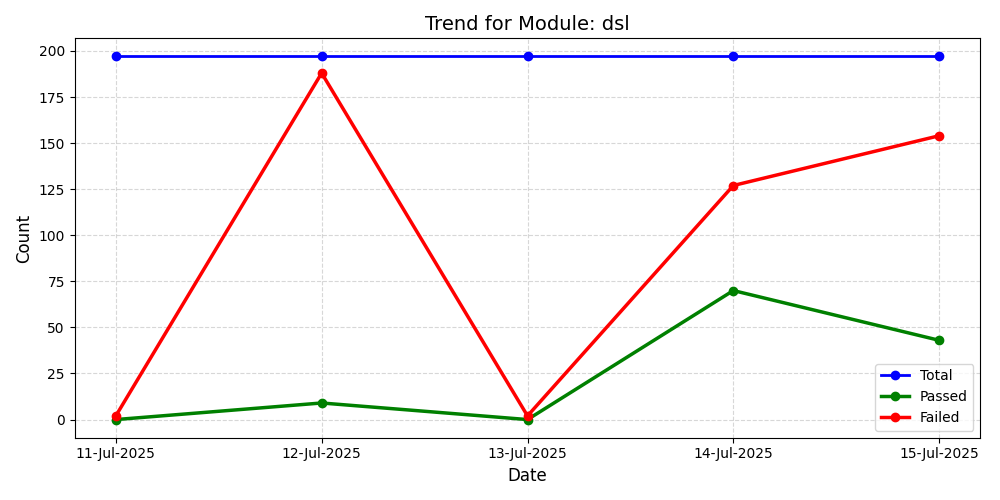 Trend for Module: dsl
Count
200
175
150
125
100
75
50
25
0
Total
Passed
Failed
11-Jul-2025
12-Jul-2025
13-Jul-2025
14-Jul-2025
15-Jul-2025
Date